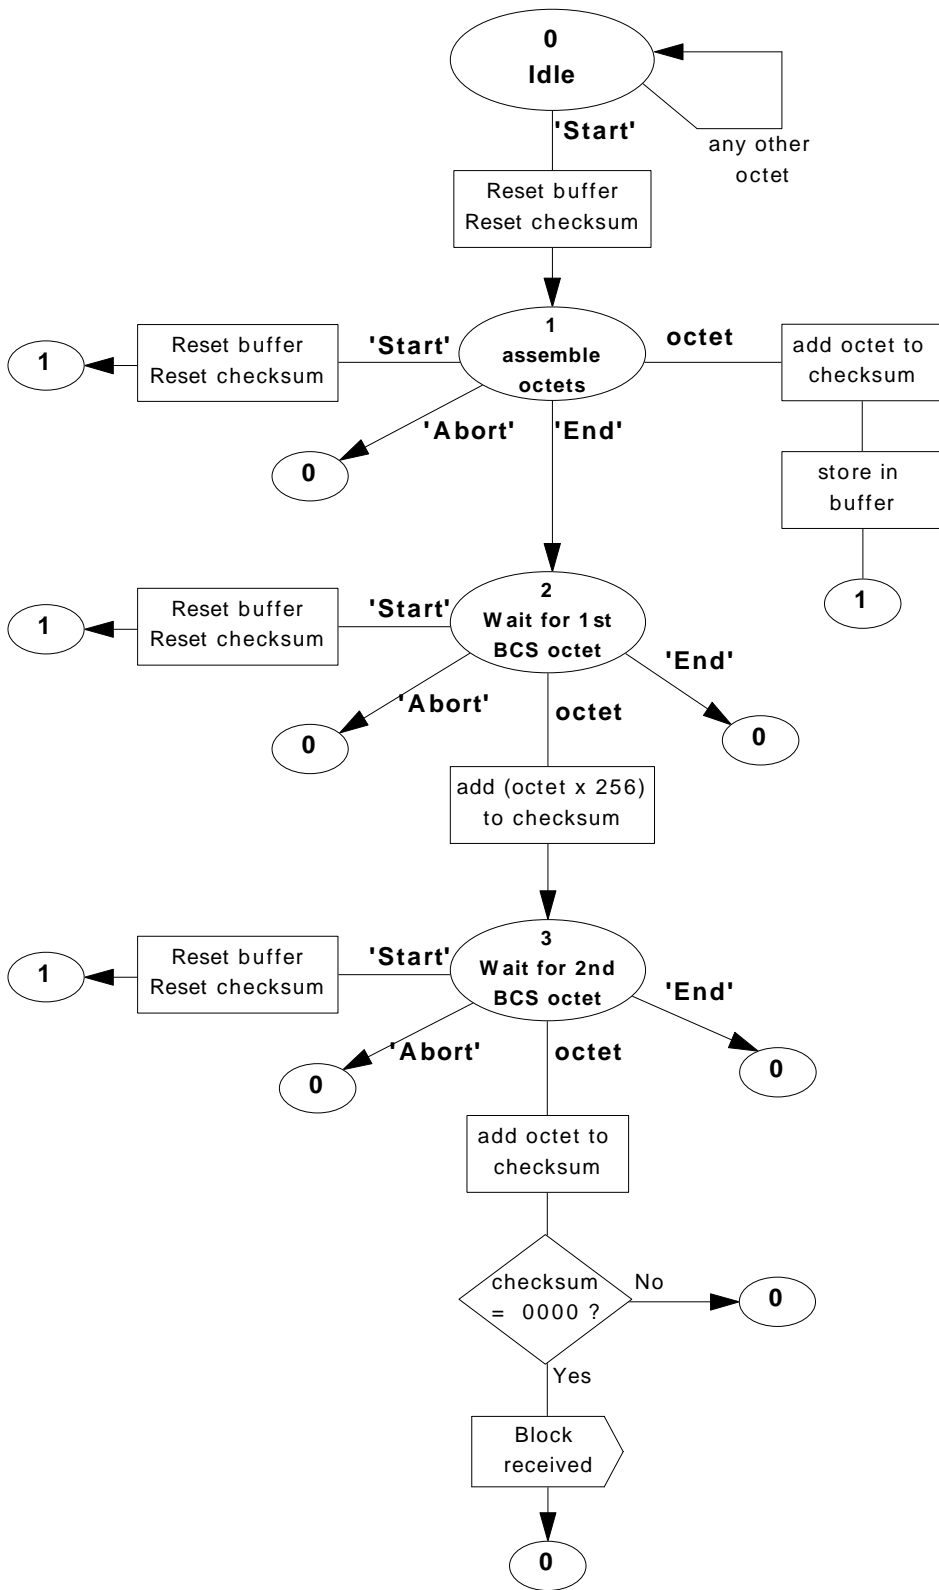 0
Idle
'Start'
any other
octet
Reset buffer
Reset checksum
1
assemble
octets
'Start'
Reset buffer
Reset checksum
1
octet
add octet to
checksum
'Abort'
'End'
0
store in
buffer
1
2
Wait for 1st
BCS octet
'Start'
Reset buffer
Reset checksum
1
'End'
'Abort'
octet
0
0
add (octet x 256)
to checksum
3
Wait for 2nd
BCS octet
'Start'
Reset buffer
Reset checksum
1
'End'
'Abort'
octet
0
0
add octet to
checksum
checksum
= 0000 ?
No
0
Yes
Block
received
0